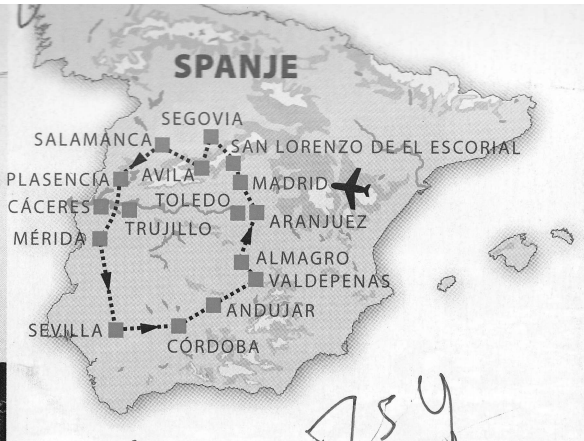 SPANJE
SEGOVIA
SALAMANCA
SAN LORENZO DE EL ESCORIAL
PLASENCIA
AVILA
MADRID
CÁCERES
TOLEDO
TRUJILLO
ARANJUEZ
MÉRIDA
ALMAGRO
VALDEPENAS
ANDUJAR
SEVILLA
CÓRDOBA